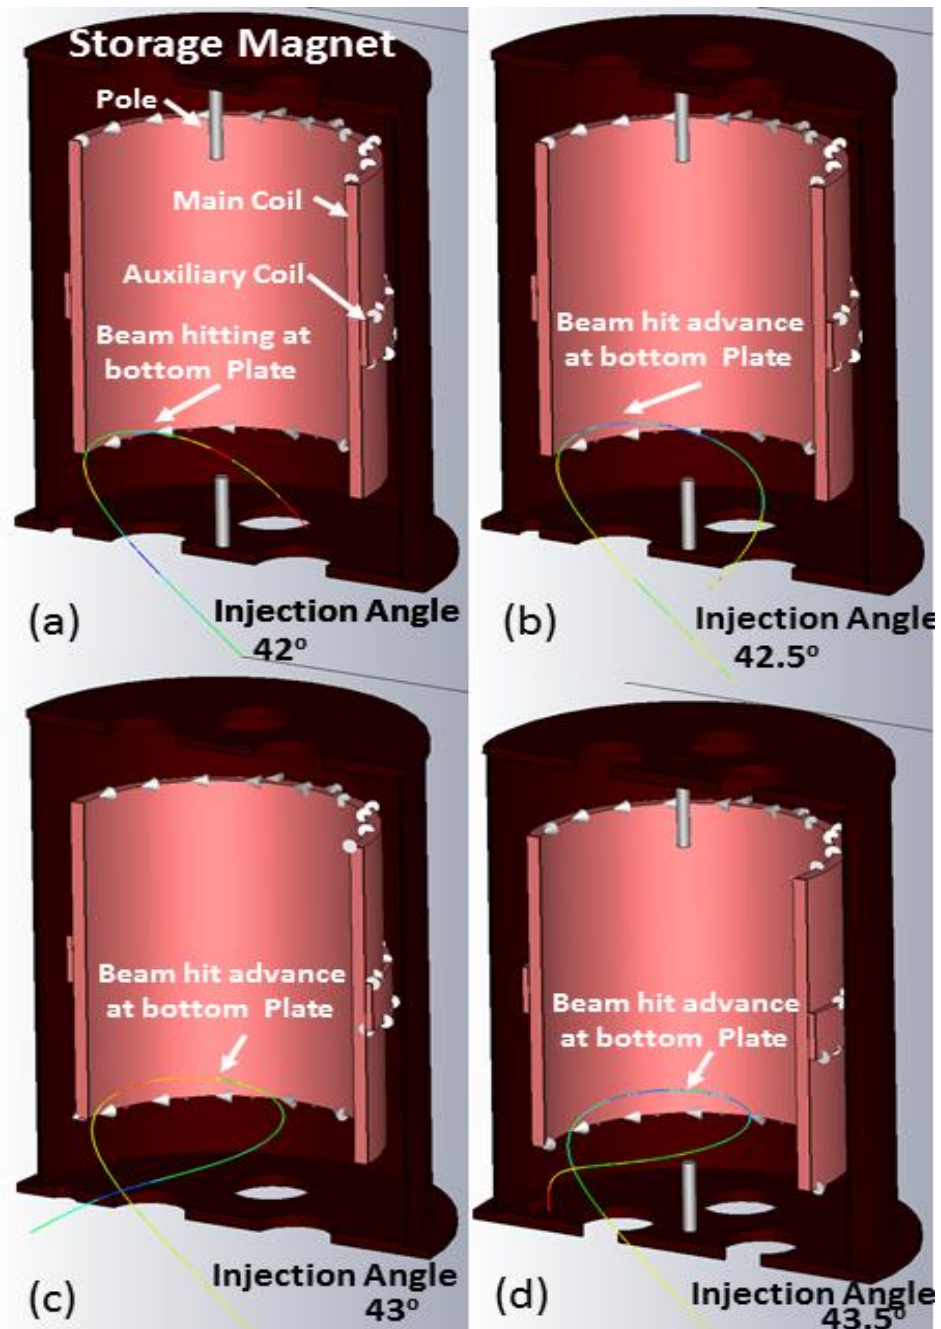 Storage Magnet
Pole
Main Coil
Auxiliary Coil
Beam hitting at
bottom Plate
(a)
Injection Angle
42°
Beam hit advance
at bottom Plate
(b)
Injection Angle
42.5°
Beam hit advance
at bottom Plate
(c)
Injection Angle
43°
Beam hit advance
at bottom Plate
(d)
Injection Angle
43.5°